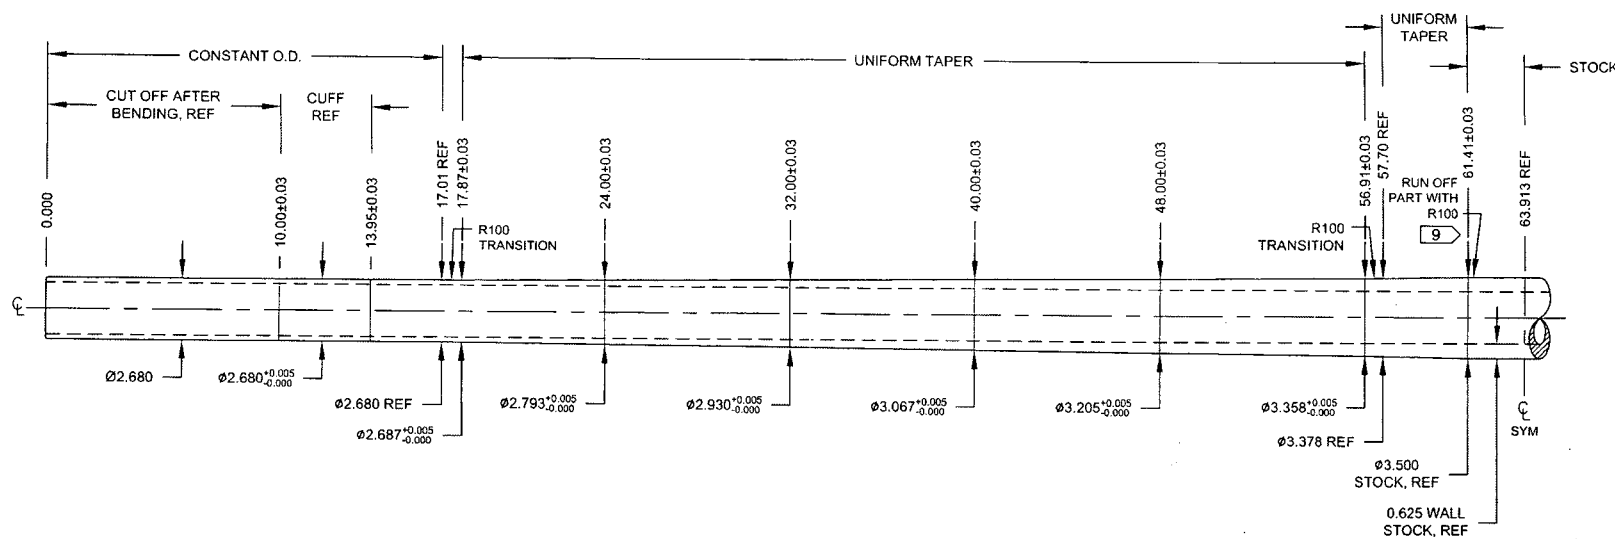 UNIFORM
TAPER
CONSTANT O.D.
UNIFORM TAPER
STOCK
CUT OFF AFTER
BENDING, REF
CUFF
REF
0.000
10.00±0.03
13.95±0.03
17.01 REF
17.87±0.03
24.00±0.03
32.00±0.03
40.00±0.03
48.00±0.03
56.91±0.03
57.70 REF
61.41±0.03
63.913 REF
R100
TRANSITION
R100
TRANSITION
RUN OFF
PART WITH
R100
9
℄
Ø2.680
Ø2.680 +0.005 -0.000
Ø2.680 REF
Ø2.687 +0.005 -0.000
Ø2.793 +0.005 -0.000
Ø2.930 +0.005 -0.000
Ø3.067 +0.005 -0.000
Ø3.205 +0.005 -0.000
Ø3.358 +0.005 -0.000
Ø3.378 REF
Ø3.500
STOCK, REF
0.625 WALL
STOCK, REF
℄
SYM